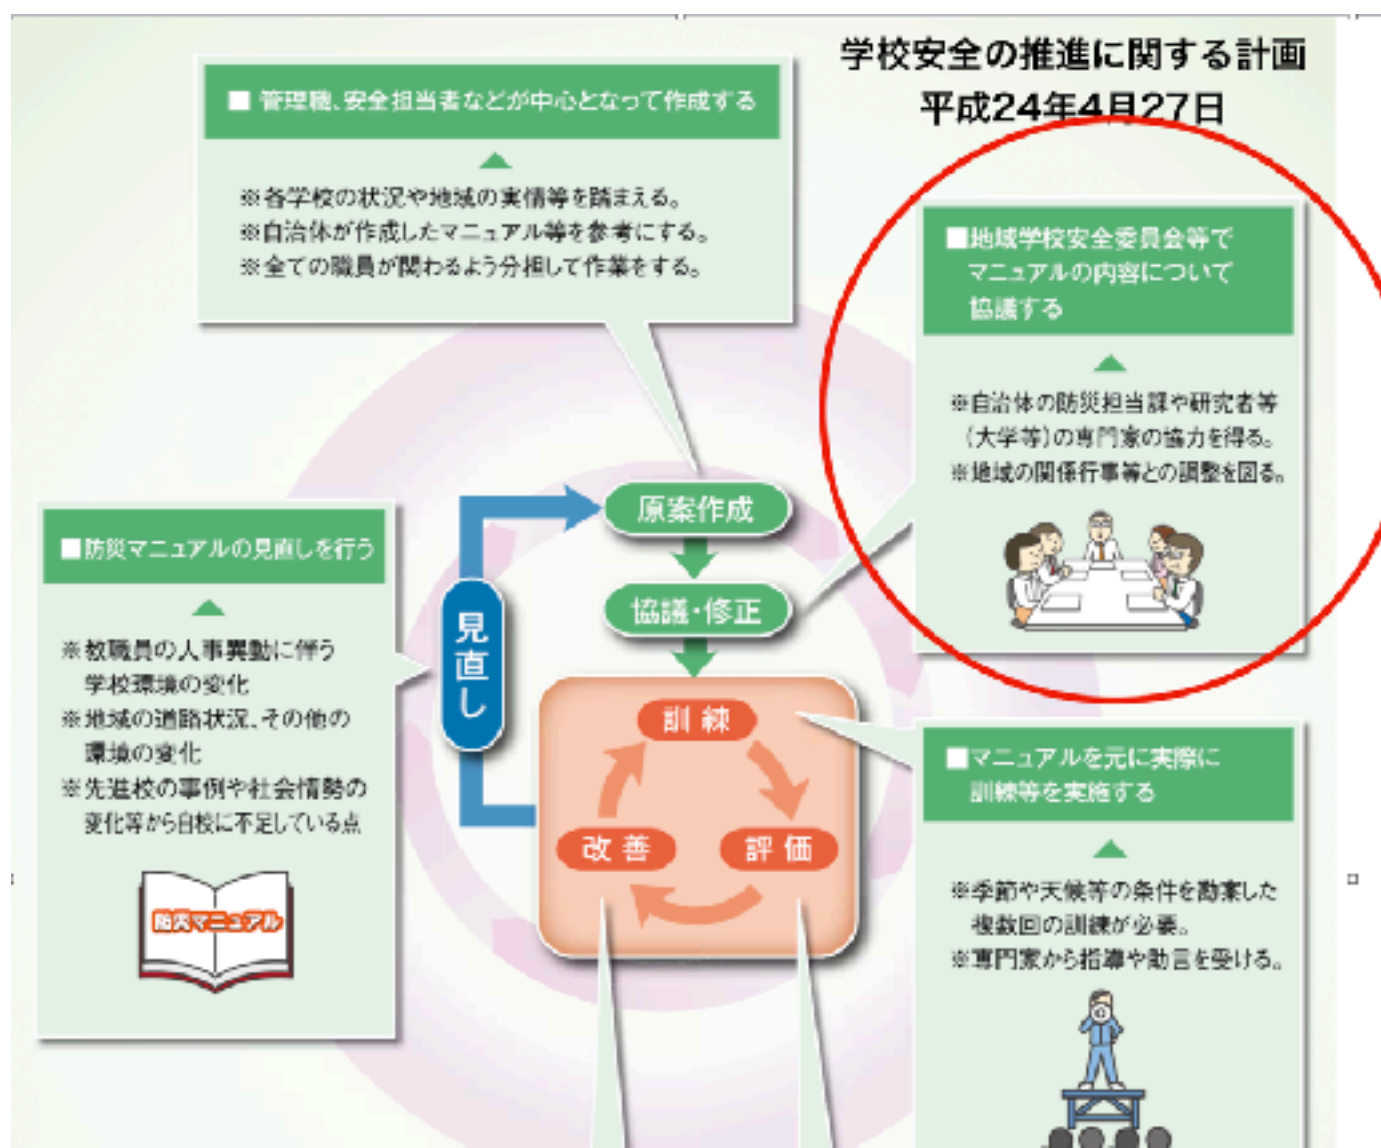 学校安全の推進に関する計画
平成24年4月27日
■ 管理職、安全担当者などが中心となって作成する
※各学校の状況や地域の実情等を踏まえる。
※自治体が作成したマニュアル等を参考にする。
※全ての職員が関わるよう分担して作業をする。
■地域学校安全委員会等で
マニュアルの内容について
協議する
※自治体の防災担当課や研究者等
（大学等）の専門家の協力を得る。
※地域の関係行事等との調整を図る。
原案作成
協議・修正
見直し
■防災マニュアルの見直しを行う
※教職員の人事異動に伴う
学校環境の変化
※地域の道路状況、その他の
環境の変化
※先進校の事例や社会情勢の
変化等から自校に不足している点
防災マニュアル
訓練
改善
評価
■マニュアルを元に実際に
訓練等を実施する
※季節や天候等の条件を勘案した
複数回の訓練が必要。
※専門家から指導や助言を受ける。